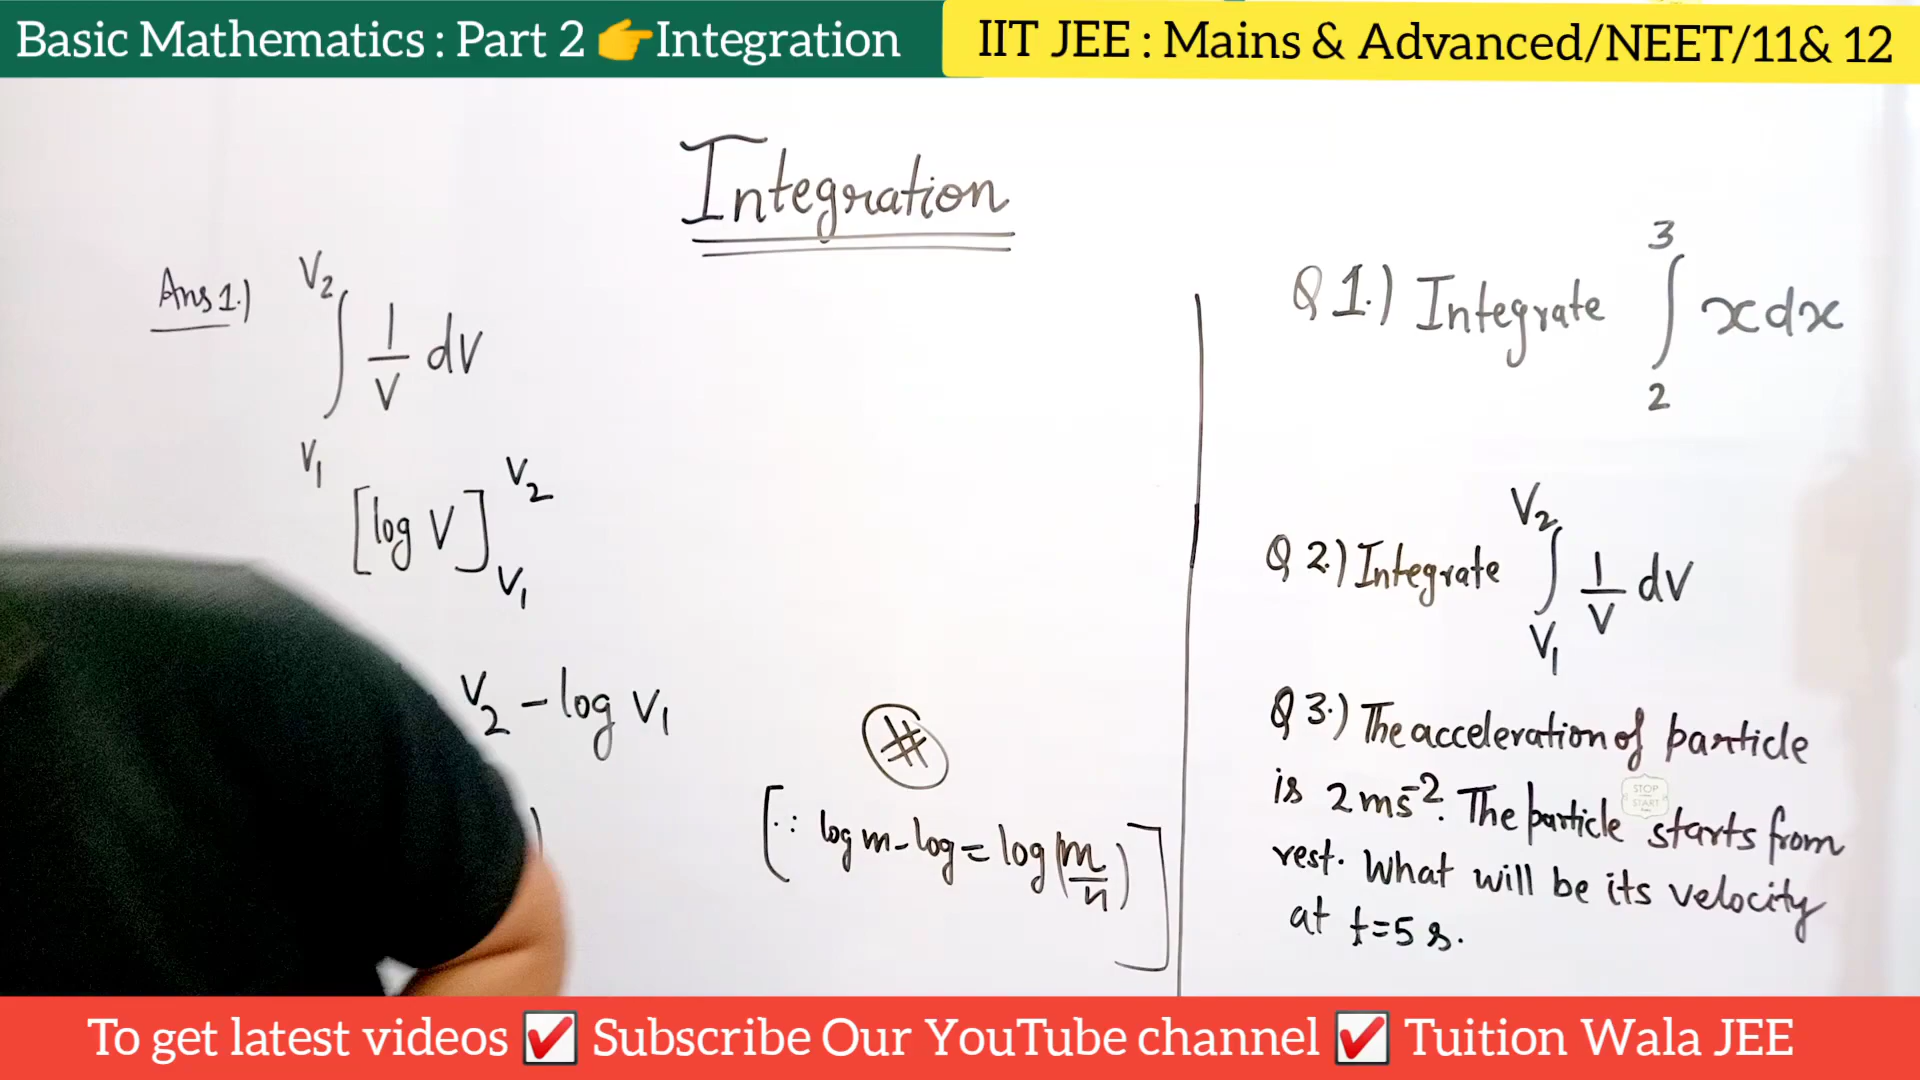 Basic Mathematics : Part 2 👉Integration
IIT JEE : Mains & Advanced/NEET/11& 12
Integration
Ans 1.)
V₂
∫ 1/V dV
V₁
[log V]
V₂
V₁
V₂ - log V₁
#
[∵ log m - log = log (m/n)]
Q 1.) Integrate ∫ x dx
3
2
Q 2.) Integrate ∫ 1/V dV
V₂
V₁
Q 3.) The acceleration of particle
is 2 ms⁻². The particle starts from
rest. What will be its velocity
at t=5 s.
STOP
START
To get latest videos ✅ Subscribe Our YouTube channel ✅ Tuition Wala JEE